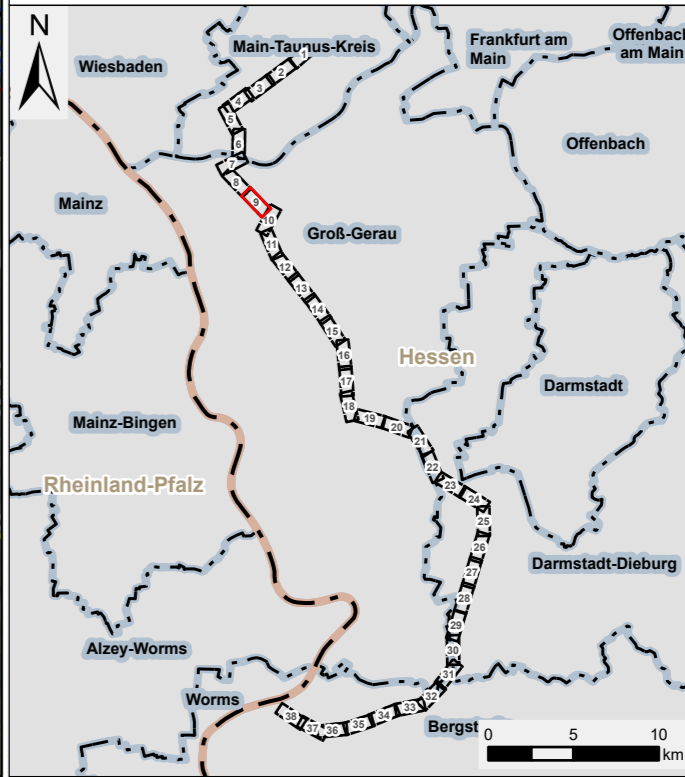 N
Main-Taunus-Kreis
Frankfurt am
Main
Offenbach
am Main
Wiesbaden
Offenbach
Mainz
Groß-Gerau
Hessen
Darmstadt
Mainz-Bingen
Rheinland-Pfalz
Darmstadt-Dieburg
Alzey-Worms
Worms
Bergst
1
2
3
4
5
6
7
8
9
10
11
12
13
14
15
16
17
18
19
20
21
22
23
24
25
26
27
28
29
30
31
32
33
34
35
36
37
38
0 5 10
km